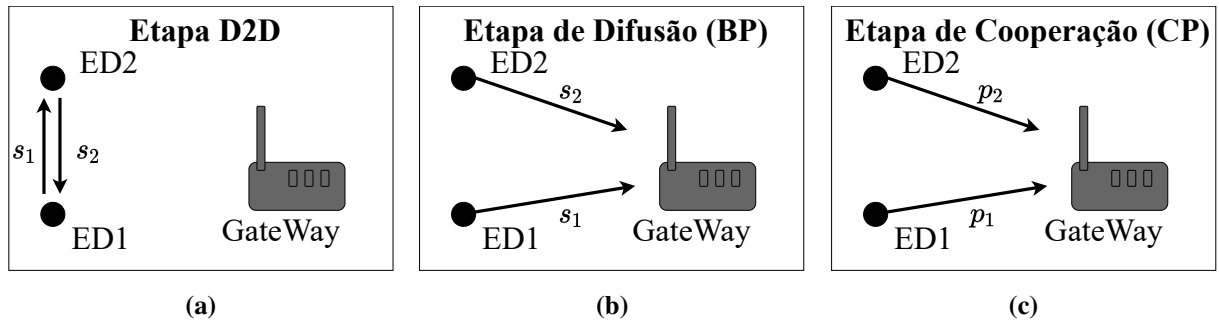 Etapa D2D
ED2
s₁ s₂
ED1
GateWay
(a)
Etapa de Difusão (BP)
ED2
s₂
s₁
ED1
GateWay
(b)
Etapa de Cooperação (CP)
ED2
p₂
p₁
ED1
GateWay
(c)